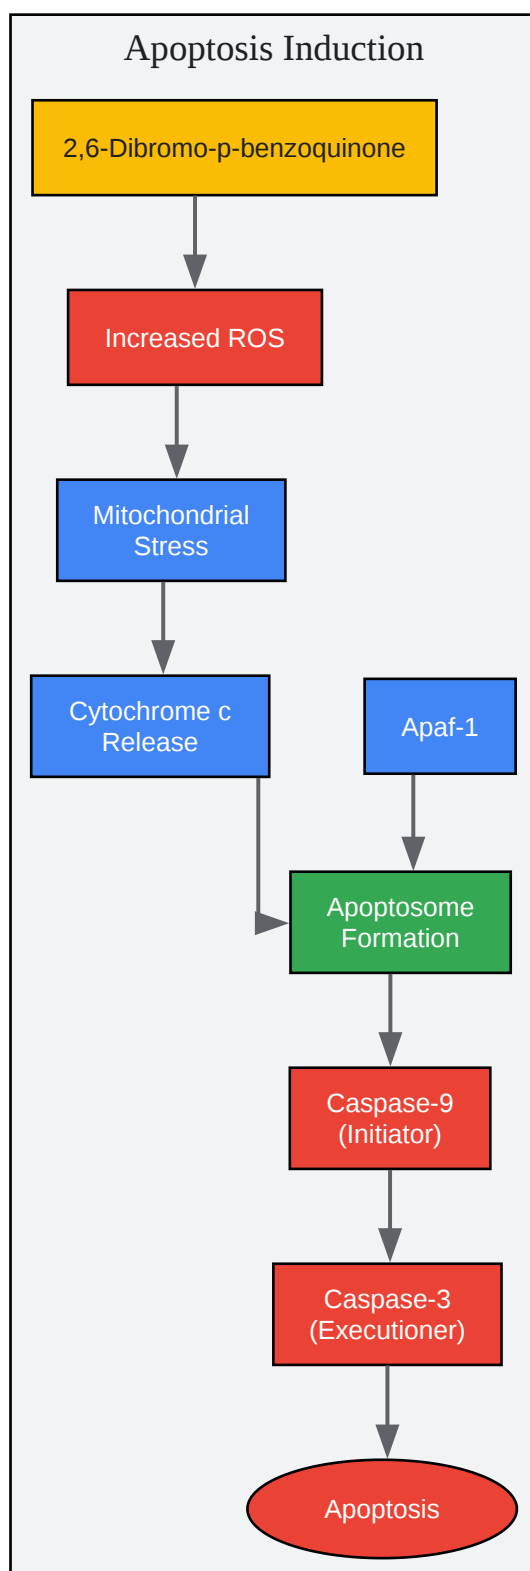 Apoptosis Induction
2,6-Dibromo-p-benzoquinone
Increased ROS
Mitochondrial
Stress
Cytochrome c
Release
Apaf-1
Apoptosome
Formation
Caspase-9
(Initiator)
Caspase-3
(Executioner)
Apoptosis